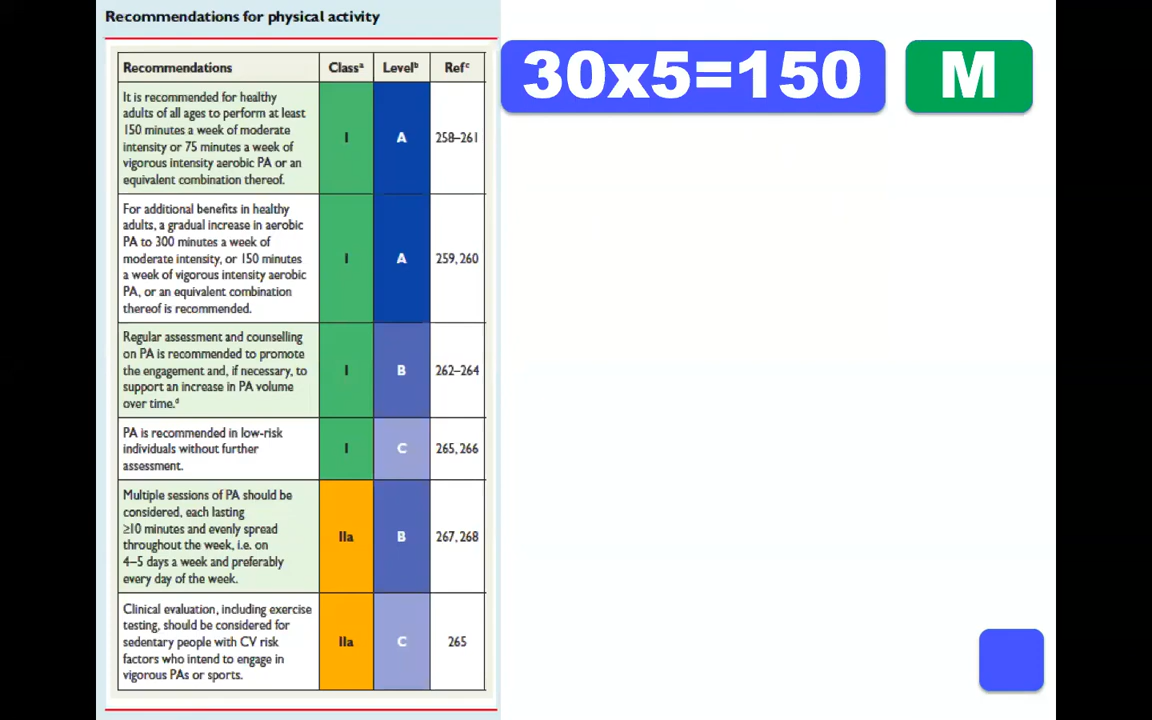 Recommendations for physical activity
30x5=150 M
Recommendations Classᵃ Levelᵇ Refᶜ
It is recommended for healthy
adults of all ages to perform at least
150 minutes a week of moderate
intensity or 75 minutes a week of
vigorous intensity aerobic PA or an
equivalent combination thereof.
I A 258–261
For additional benefits in healthy
adults, a gradual increase in aerobic
PA to 300 minutes a week of
moderate intensity, or 150 minutes
a week of vigorous intensity aerobic
PA, or an equivalent combination
thereof is recommended.
I A 259, 260
Regular assessment and counselling
on PA is recommended to promote
the engagement and, if necessary, to
support an increase in PA volume
over time.ᵈ
I B 262–264
PA is recommended in low-risk
individuals without further
assessment.
I C 265, 266
Multiple sessions of PA should be
considered, each lasting
≥10 minutes and evenly spread
throughout the week, i.e. on
4–5 days a week and preferably
every day of the week.
IIa B 267, 268
Clinical evaluation, including exercise
testing, should be considered for
sedentary people with CV risk
factors who intend to engage in
vigorous PAs or sports.
IIa C 265